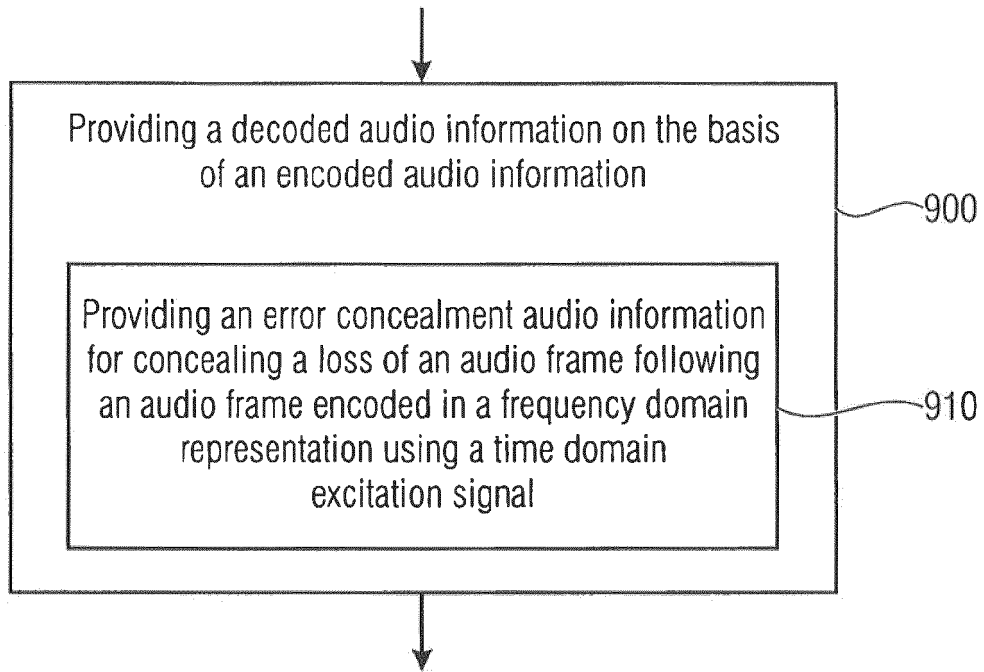 Providing a decoded audio information on the basis
of an encoded audio information
900
Providing an error concealment audio information
for concealing a loss of an audio frame following
an audio frame encoded in a frequency domain
representation using a time domain
excitation signal
910